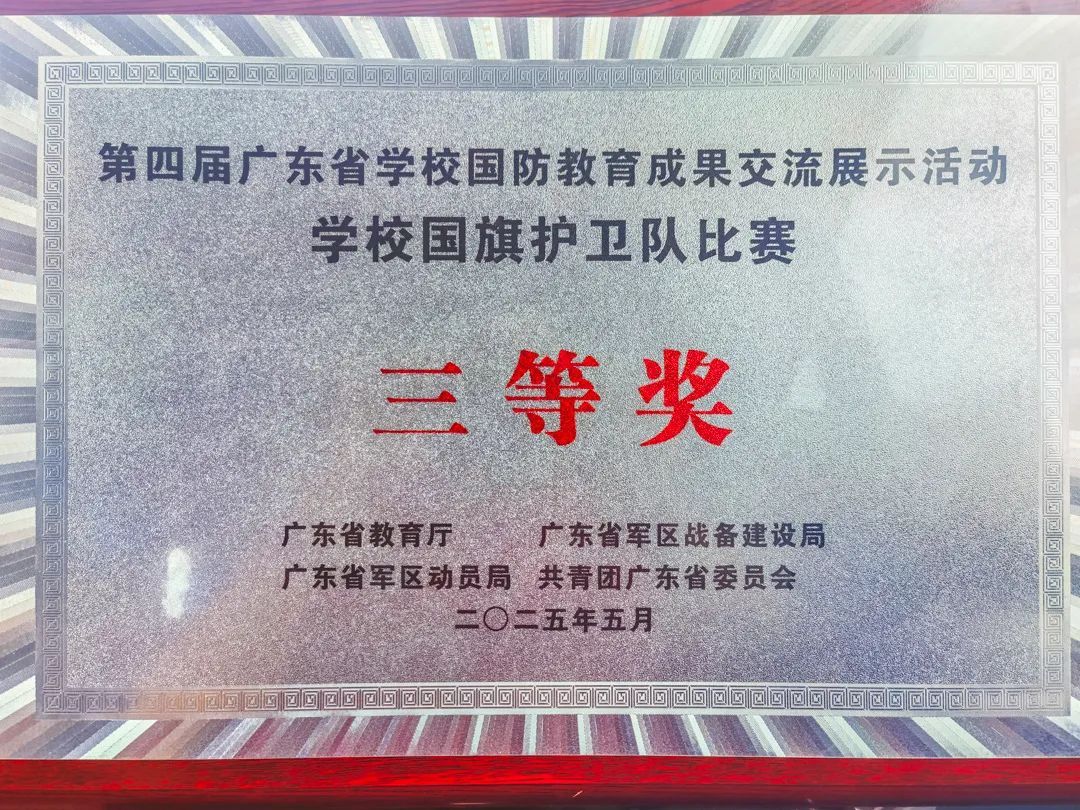 第四届广东省学校国防教育成果交流展示活动
学校国旗护卫队比赛
三等奖
广东省教育厅 广东省军区战备建设局
广东省军区动员局 共青团广东省委员会
二〇二五年五月